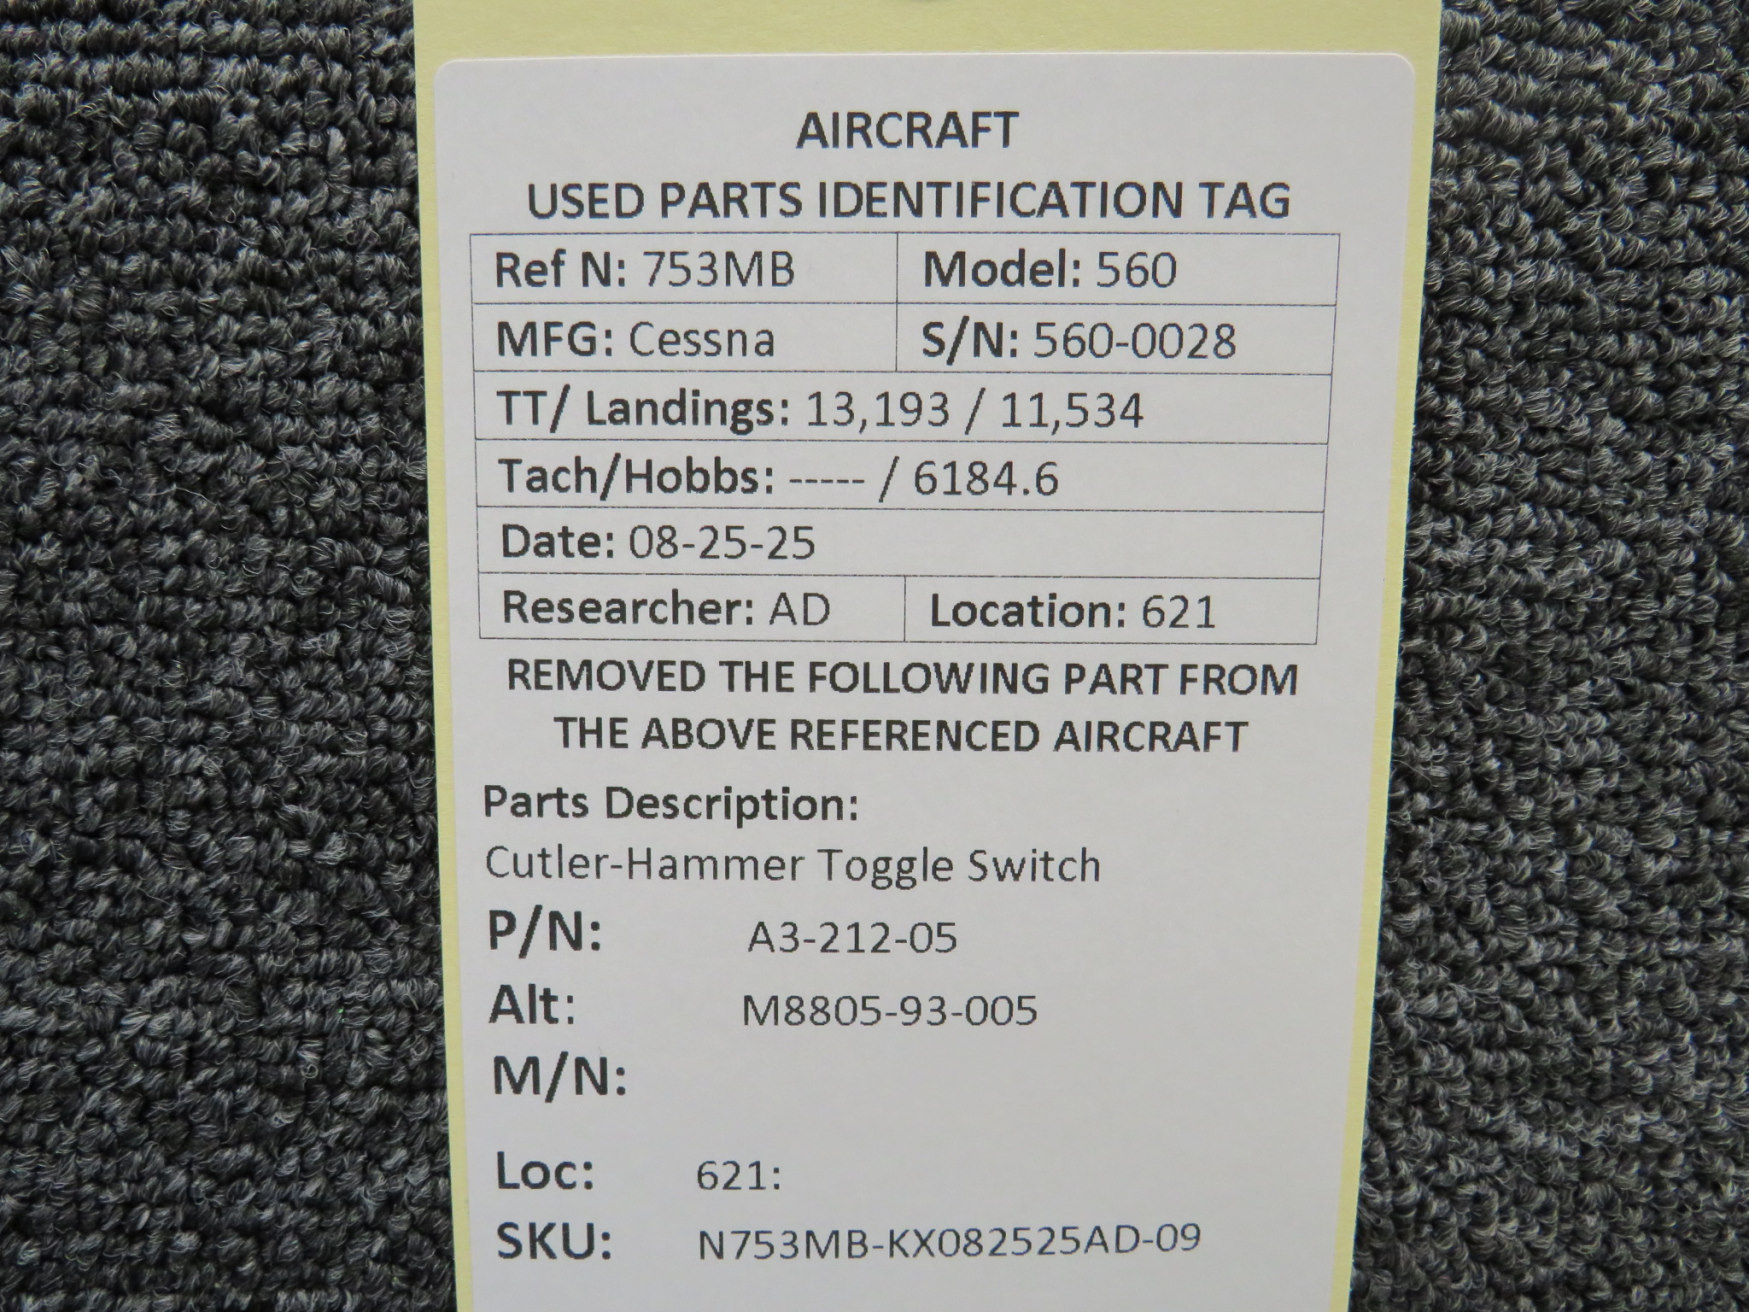 AIRCRAFT
USED PARTS IDENTIFICATION TAG
Ref N: 753MB Model: 560
MFG: Cessna S/N: 560-0028
TT/ Landings: 13,193 / 11,534
Tach/Hobbs: ----- / 6184.6
Date: 08-25-25
Researcher: AD Location: 621
REMOVED THE FOLLOWING PART FROM
THE ABOVE REFERENCED AIRCRAFT
Parts Description:
Cutler-Hammer Toggle Switch
P/N: A3-212-05
Alt: M8805-93-005
M/N:
Loc: 621:
SKU: N753MB-KX082525AD-09